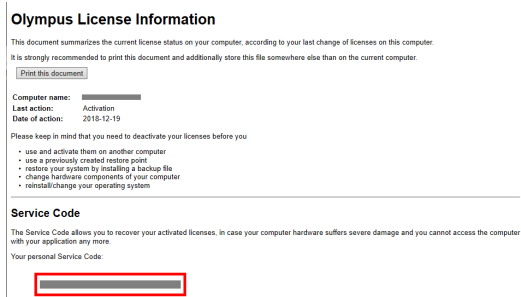 Olympus License Information
This document summarizes the current license status on your computer, according to your last change of licenses on this computer.
It is strongly recommended to print this document and additionally store this file somewhere else than on the current computer.
Print this document
Computer name:
Last action: Activation
Date of action: 2018-12-19
Please keep in mind that you need to deactivate your licenses before you
• use and activate them on another computer
• use a previously created restore point
• restore your system by installing a backup file
• change hardware components of your computer
• reinstall/change your operating system
Service Code
The Service Code allows you to recover your activated licenses, in case your computer hardware suffers severe damage and you cannot access the computer
with your application any more.
Your personal Service Code: